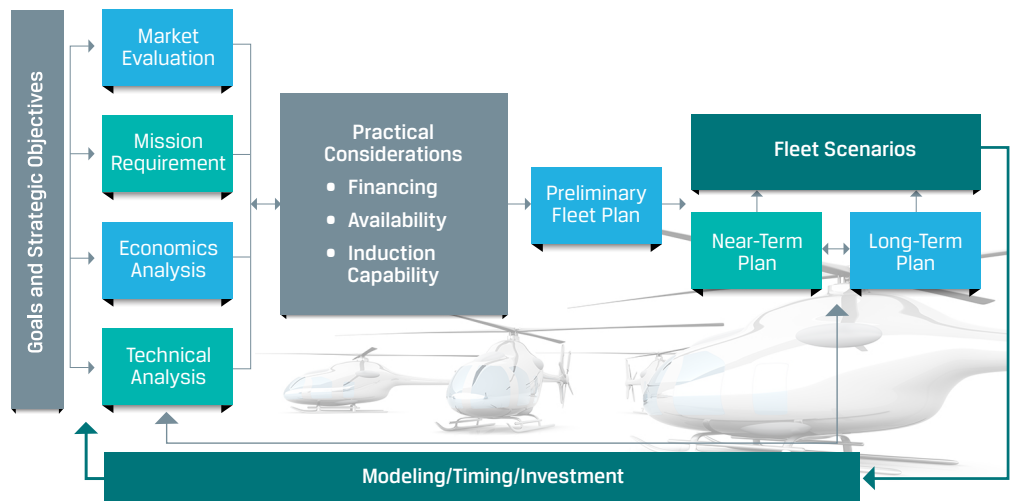 Goals and Strategic Objectives
Market
Evaluation
Mission
Requirement
Economics
Analysis
Technical
Analysis
Practical
Considerations
• Financing
• Availability
• Induction
Capability
Preliminary
Fleet Plan
Fleet Scenarios
Near-Term
Plan
Long-Term
Plan
Modeling/Timing/Investment